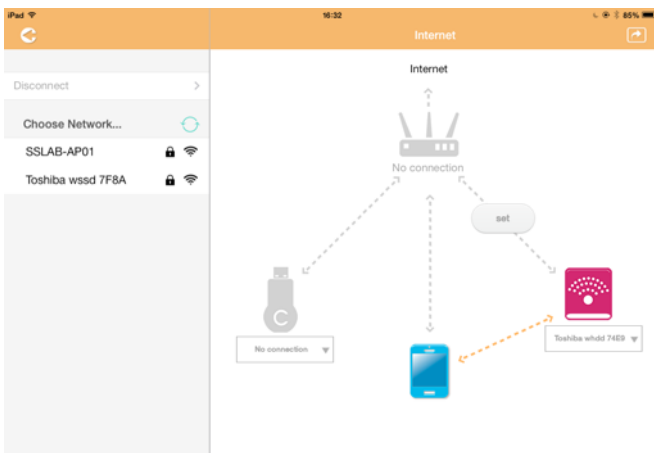 iPad
16:32
85%
Internet
Disconnect
Choose Network...
SSLAB-AP01
Toshiba wssd 7F8A
Internet
No connection
set
C
No connection
Toshiba whdd 74E9